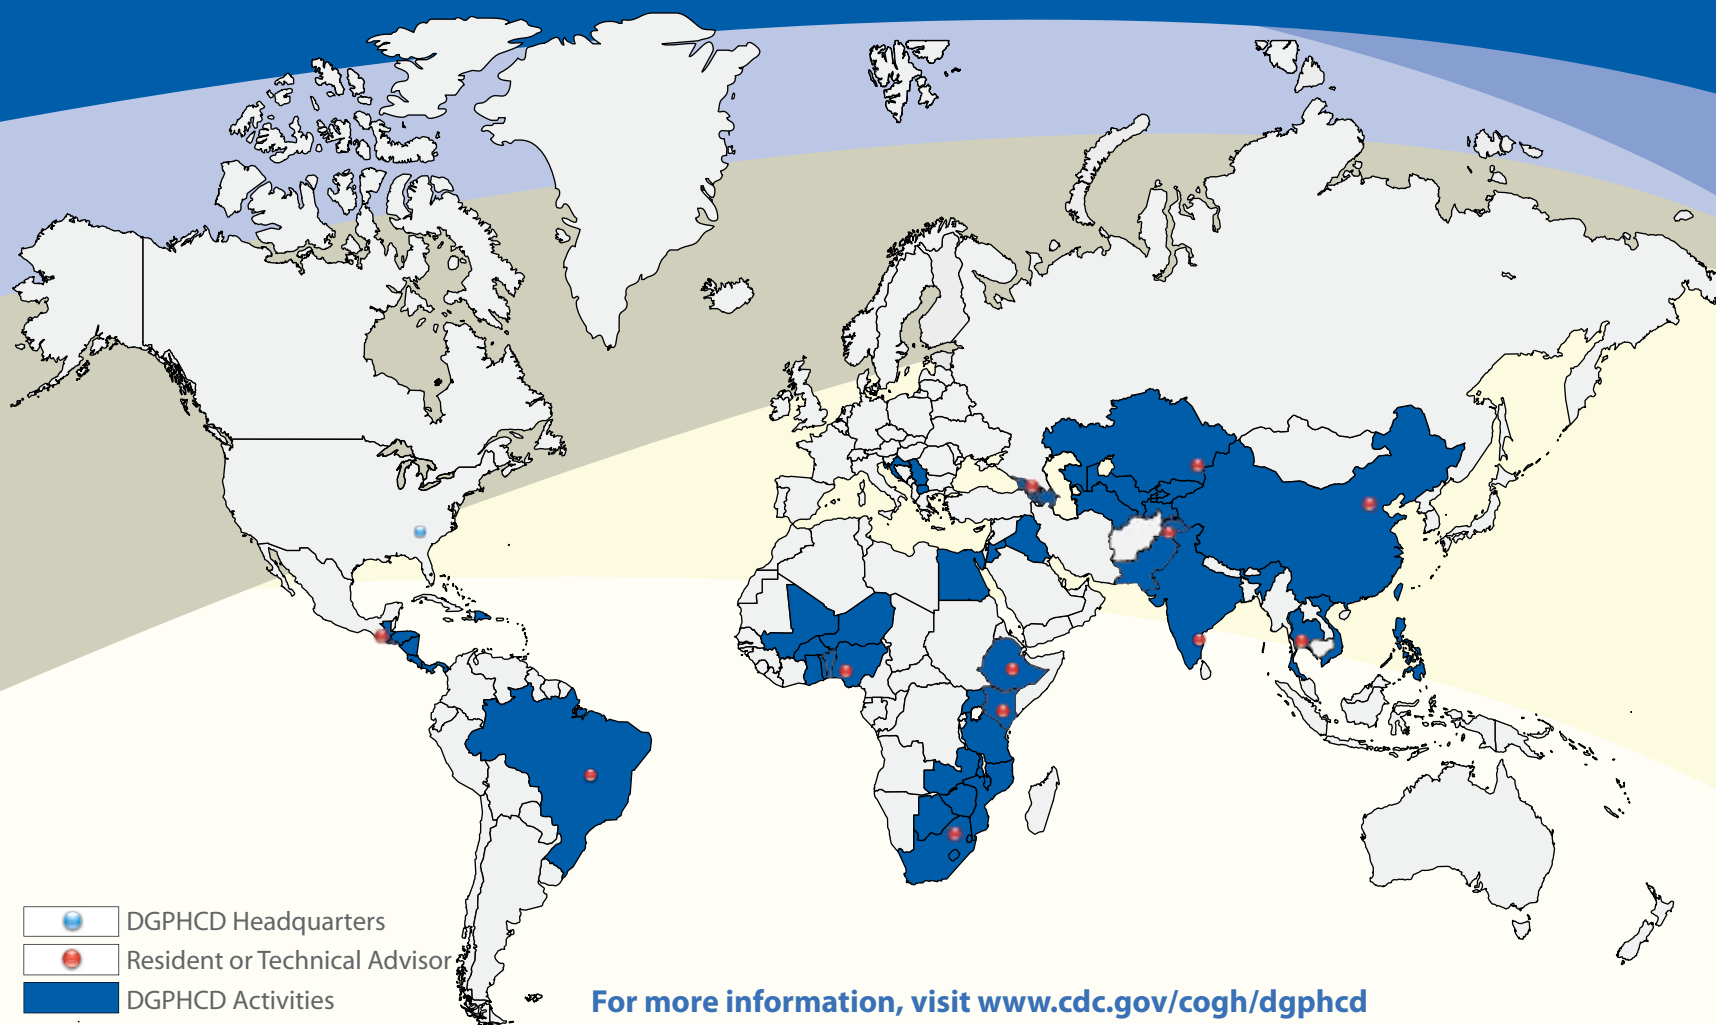 DGPHCD Headquarters
Resident or Technical Advisor
DGPHCD Activities
For more information, visit www.cdc.gov/cogh/dgphcd